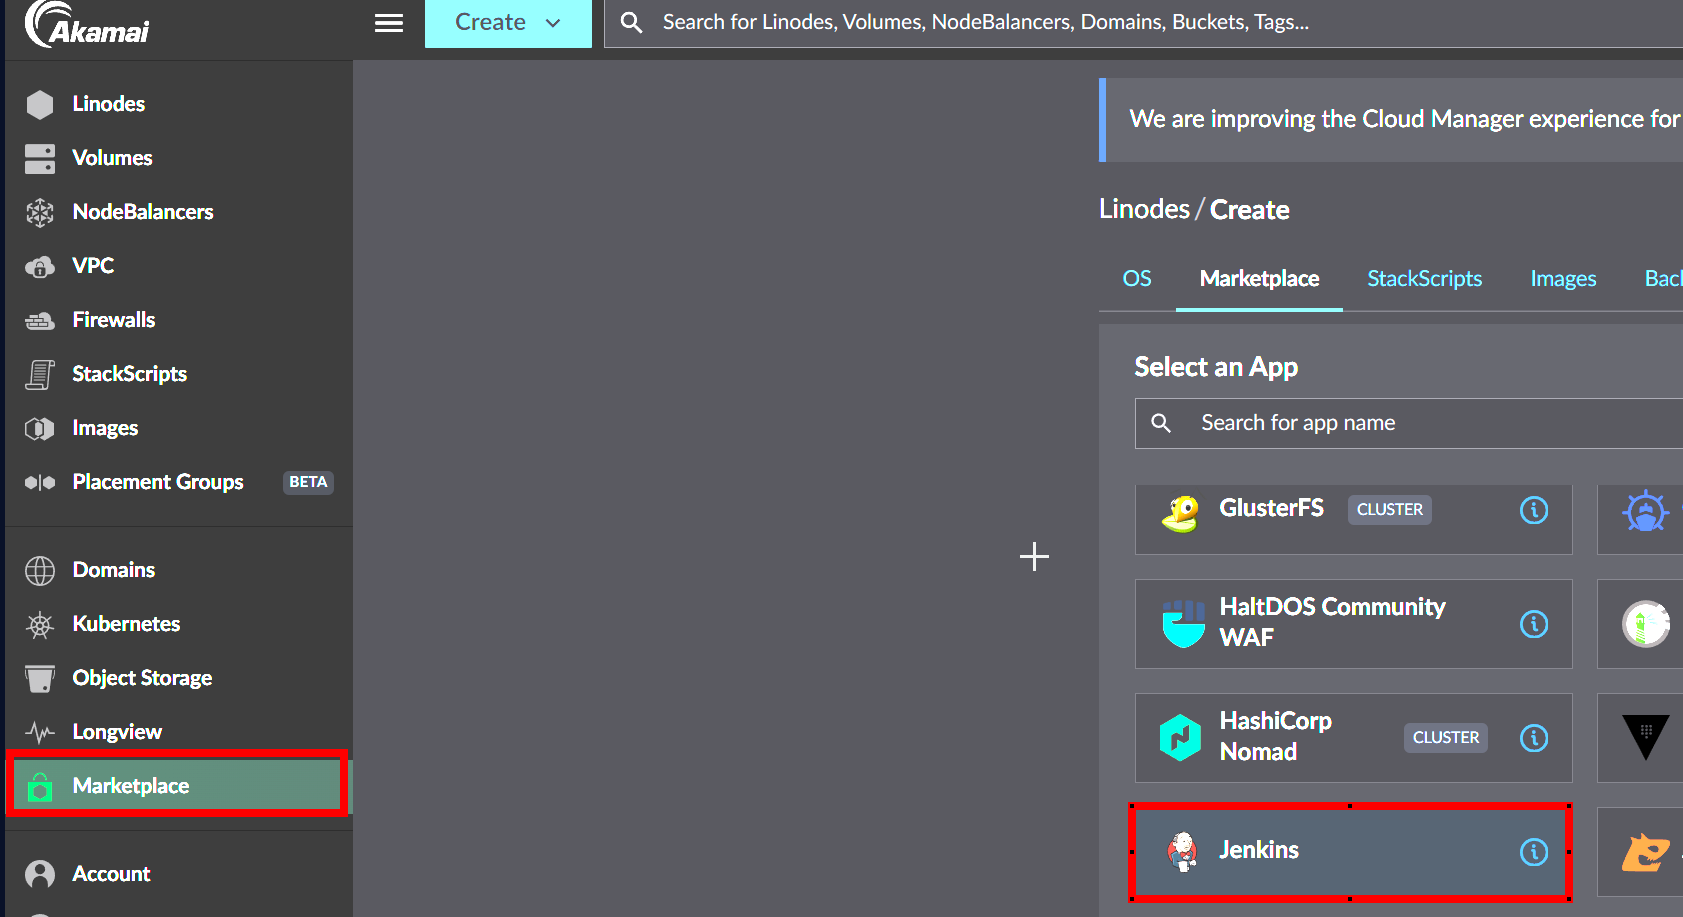 Akamai
Create
Search for Linodes, Volumes, NodeBalancers, Domains, Buckets, Tags...
Linodes
Volumes
NodeBalancers
VPC
Firewalls
StackScripts
Images
Placement Groups BETA
Domains
Kubernetes
Object Storage
Longview
Marketplace
Account
We are improving the Cloud Manager experience for
Linodes / Create
OS Marketplace StackScripts Images
Select an App
Search for app name
GlusterFS CLUSTER
HaltDOS Community
WAF
HashiCorp
Nomad
CLUSTER
Jenkins